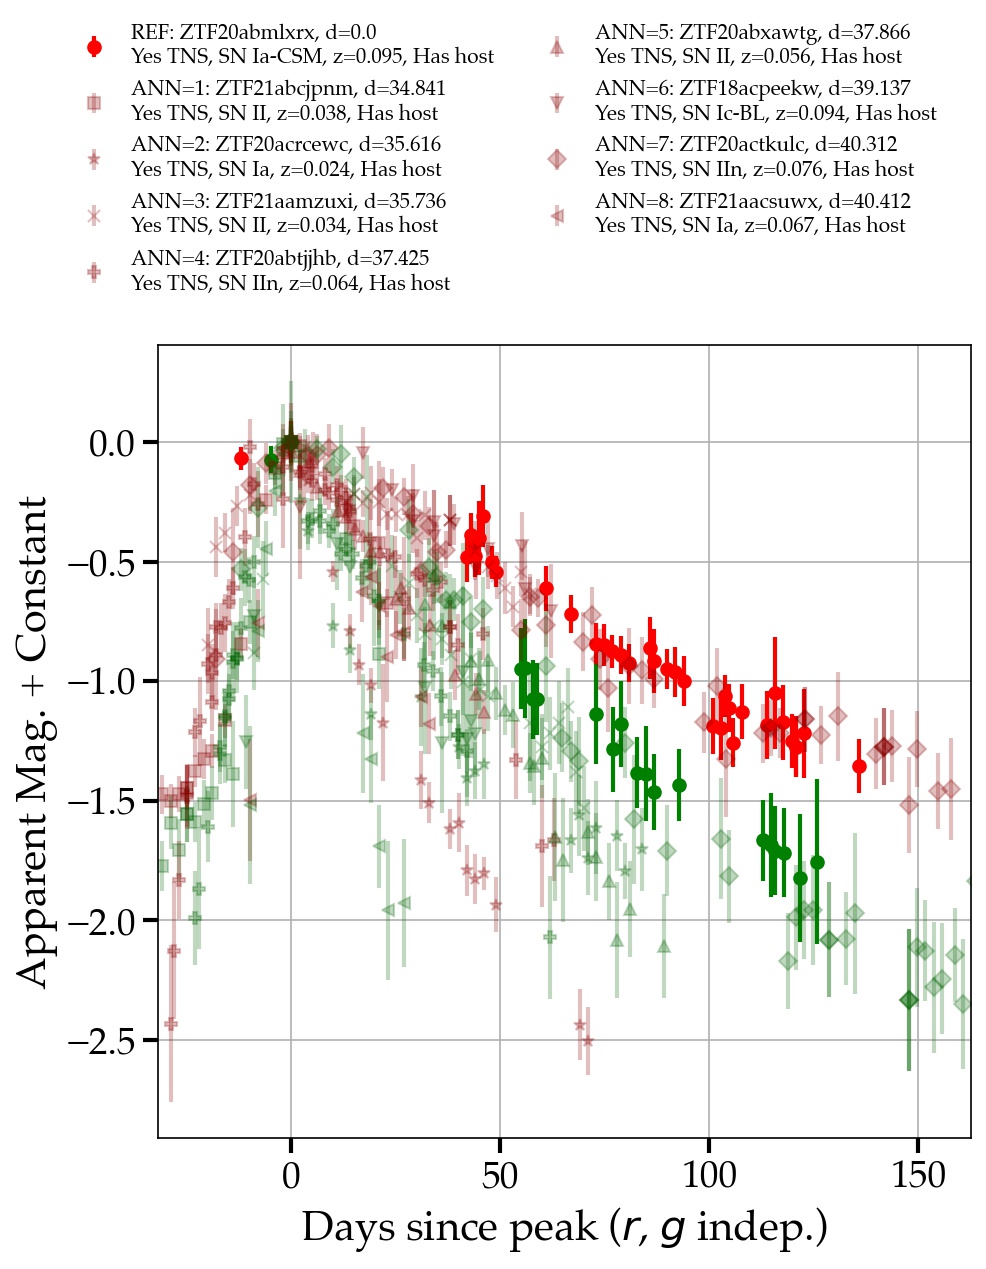 REF: ZTF20abmlxrx, d=0.0
Yes TNS, SN Ia-CSM, z=0.095, Has host
ANN=1: ZTF21abcjpnm, d=34.841
Yes TNS, SN II, z=0.038, Has host
ANN=2: ZTF20acrcewc, d=35.616
Yes TNS, SN Ia, z=0.024, Has host
ANN=3: ZTF21aamzuxi, d=35.736
Yes TNS, SN II, z=0.034, Has host
ANN=4: ZTF20abtjjhb, d=37.425
Yes TNS, SN IIn, z=0.064, Has host
ANN=5: ZTF20abxawtg, d=37.866
Yes TNS, SN II, z=0.056, Has host
ANN=6: ZTF18acpeekw, d=39.137
Yes TNS, SN Ic-BL, z=0.094, Has host
ANN=7: ZTF20actkulc, d=40.312
Yes TNS, SN IIn, z=0.076, Has host
ANN=8: ZTF21aacsuwx, d=40.412
Yes TNS, SN Ia, z=0.067, Has host
Apparent Mag. + Constant
0.0
−0.5
−1.0
−1.5
−2.0
−2.5
0 50 100 150
Days since peak (r, g indep.)